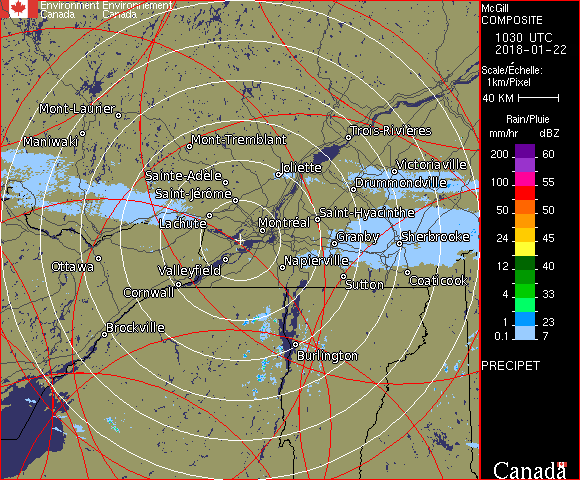 Environment Environnement
Canada Canada
McGill
COMPOSITE
1030 UTC
2018-01-22
Scale/Échelle:
1km/Pixel
40 KM
Rain/Pluie
mm/hr dBZ
200 60
100 55
50 50
24 45
12 40
4 33
1 23
0.1 7
PRECIPET
Canada
Mont-Laurier
Maniwaki
Mont-Tremblant
Trois-Rivières
Joliette
Victoriaville
Sainte-Adèle
Drummondville
Saint-Jérôme
Lachute
Saint-Hyacinthe
Montréal
Granby
Sherbrooke
Ottawa
Valleyfield
Napierville
Cornwall
Sutton
Coaticook
Brockville
Burlington